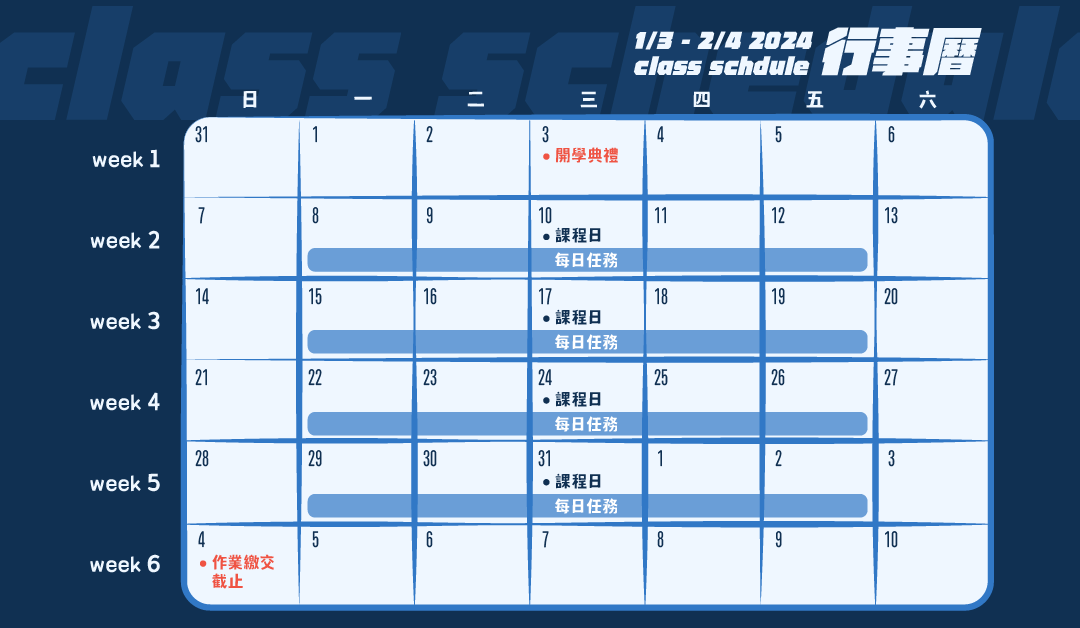 class schedule
1/3 - 2/4 2024
class schdule
行事曆
日 一 二 三 四 五 六
week 1
31 1 2 3 4 5 6
• 開學典禮
week 2
7 8 9 10 11 12 13
• 課程日
每日任務
week 3
14 15 16 17 18 19 20
• 課程日
每日任務
week 4
21 22 23 24 25 26 27
• 課程日
每日任務
week 5
28 29 30 31 1 2 3
• 課程日
每日任務
week 6
4 5 6 7 8 9 10
• 作業繳交
截止